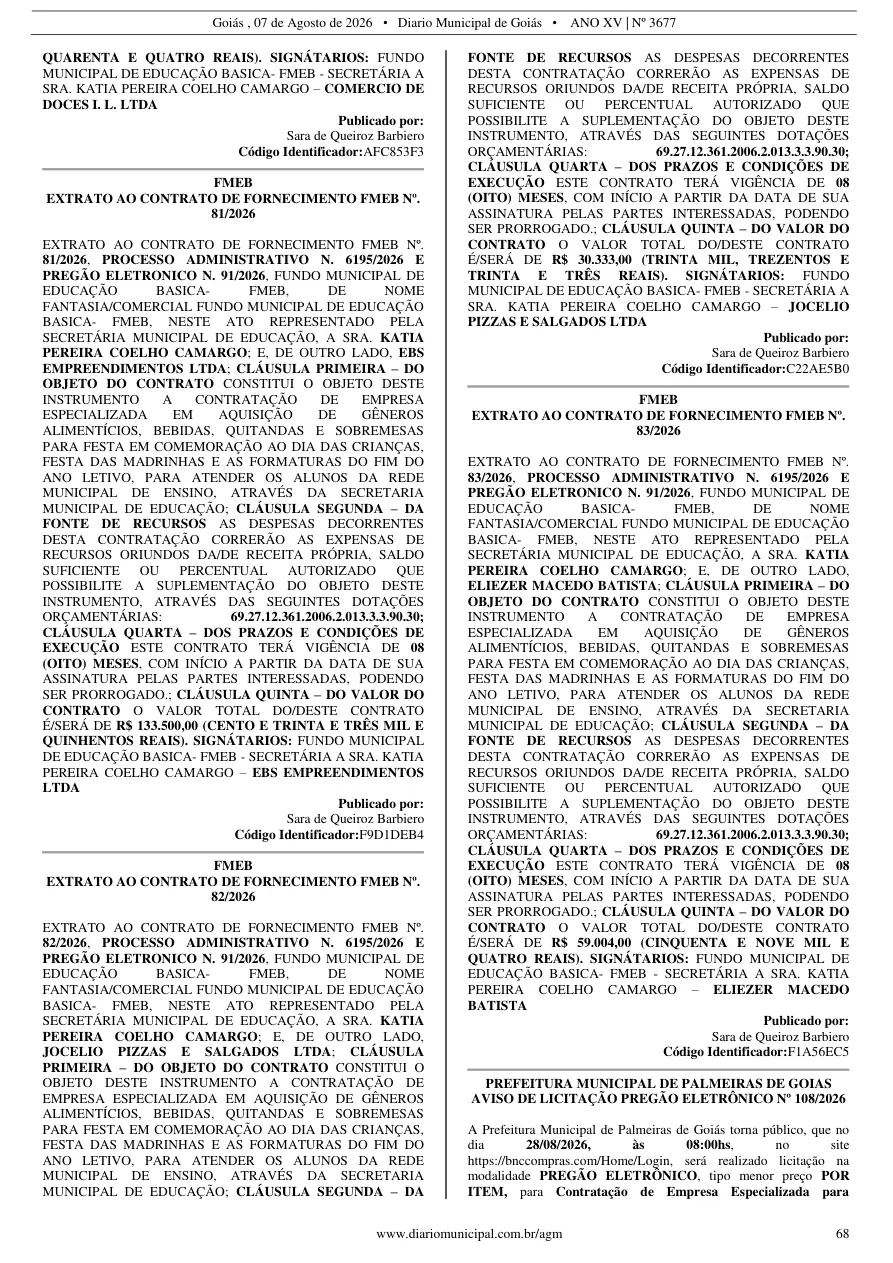 Goiás , 07 de Agosto de 2026 • Diario Municipal de Goiás • ANO XV | Nº 3677
QUARENTA E QUATRO REAIS). SIGNÁTARIOS: FUNDO
MUNICIPAL DE EDUCAÇÃO BASICA- FMEB - SECRETÁRIA A
SRA. KATIA PEREIRA COELHO CAMARGO – COMERCIO DE
DOCES I. L. LTDA
Publicado por:
Sara de Queiroz Barbiero
Código Identificador:AFC853F3
FMEB
EXTRATO AO CONTRATO DE FORNECIMENTO FMEB Nº.
81/2026
EXTRATO AO CONTRATO DE FORNECIMENTO FMEB Nº.
81/2026, PROCESSO ADMINISTRATIVO N. 6195/2026 E
PREGÃO ELETRONICO N. 91/2026, FUNDO MUNICIPAL DE
EDUCAÇÃO BASICA- FMEB, DE NOME
FANTASIA/COMERCIAL FUNDO MUNICIPAL DE EDUCAÇÃO
BASICA- FMEB, NESTE ATO REPRESENTADO PELA
SECRETÁRIA MUNICIPAL DE EDUCAÇÃO, A SRA. KATIA
PEREIRA COELHO CAMARGO; E, DE OUTRO LADO, EBS
EMPREENDIMENTOS LTDA; CLÁUSULA PRIMEIRA – DO
OBJETO DO CONTRATO CONSTITUI O OBJETO DESTE
INSTRUMENTO A CONTRATAÇÃO DE EMPRESA
ESPECIALIZADA EM AQUISIÇÃO DE GÊNEROS
ALIMENTÍCIOS, BEBIDAS, QUITANDAS E SOBREMESAS
PARA FESTA EM COMEMORAÇÃO AO DIA DAS CRIANÇAS,
FESTA DAS MADRINHAS E AS FORMATURAS DO FIM DO
ANO LETIVO, PARA ATENDER OS ALUNOS DA REDE
MUNICIPAL DE ENSINO, ATRAVÉS DA SECRETARIA
MUNICIPAL DE EDUCAÇÃO; CLÁUSULA SEGUNDA – DA
FONTE DE RECURSOS AS DESPESAS DECORRENTES
DESTA CONTRATAÇÃO CORRERÃO AS EXPENSAS DE
RECURSOS ORIUNDOS DA/DE RECEITA PRÓPRIA, SALDO
SUFICIENTE OU PERCENTUAL AUTORIZADO QUE
POSSIBILITE A SUPLEMENTAÇÃO DO OBJETO DESTE
INSTRUMENTO, ATRAVÉS DAS SEGUINTES DOTAÇÕES
ORÇAMENTÁRIAS: 69.27.12.361.2006.2.013.3.3.90.30;
CLÁUSULA QUARTA – DOS PRAZOS E CONDIÇÕES DE
EXECUÇÃO ESTE CONTRATO TERÁ VIGÊNCIA DE 08
(OITO) MESES, COM INÍCIO A PARTIR DA DATA DE SUA
ASSINATURA PELAS PARTES INTERESSADAS, PODENDO
SER PRORROGADO.; CLÁUSULA QUINTA – DO VALOR DO
CONTRATO O VALOR TOTAL DO/DESTE CONTRATO
É/SERÁ DE R$ 133.500,00 (CENTO E TRINTA E TRÊS MIL E
QUINHENTOS REAIS). SIGNÁTARIOS: FUNDO MUNICIPAL
DE EDUCAÇÃO BASICA- FMEB - SECRETÁRIA A SRA. KATIA
PEREIRA COELHO CAMARGO – EBS EMPREENDIMENTOS
LTDA
Publicado por:
Sara de Queiroz Barbiero
Código Identificador:F9D1DEB4
FMEB
EXTRATO AO CONTRATO DE FORNECIMENTO FMEB Nº.
82/2026
EXTRATO AO CONTRATO DE FORNECIMENTO FMEB Nº.
82/2026, PROCESSO ADMINISTRATIVO N. 6195/2026 E
PREGÃO ELETRONICO N. 91/2026, FUNDO MUNICIPAL DE
EDUCAÇÃO BASICA- FMEB, DE NOME
FANTASIA/COMERCIAL FUNDO MUNICIPAL DE EDUCAÇÃO
BASICA- FMEB, NESTE ATO REPRESENTADO PELA
SECRETÁRIA MUNICIPAL DE EDUCAÇÃO, A SRA. KATIA
PEREIRA COELHO CAMARGO; E, DE OUTRO LADO,
JOCELIO PIZZAS E SALGADOS LTDA; CLÁUSULA
PRIMEIRA – DO OBJETO DO CONTRATO CONSTITUI O
OBJETO DESTE INSTRUMENTO A CONTRATAÇÃO DE
EMPRESA ESPECIALIZADA EM AQUISIÇÃO DE GÊNEROS
ALIMENTÍCIOS, BEBIDAS, QUITANDAS E SOBREMESAS
PARA FESTA EM COMEMORAÇÃO AO DIA DAS CRIANÇAS,
FESTA DAS MADRINHAS E AS FORMATURAS DO FIM DO
ANO LETIVO, PARA ATENDER OS ALUNOS DA REDE
MUNICIPAL DE ENSINO, ATRAVÉS DA SECRETARIA
MUNICIPAL DE EDUCAÇÃO; CLÁUSULA SEGUNDA – DA
FONTE DE RECURSOS AS DESPESAS DECORRENTES
DESTA CONTRATAÇÃO CORRERÃO AS EXPENSAS DE
RECURSOS ORIUNDOS DA/DE RECEITA PRÓPRIA, SALDO
SUFICIENTE OU PERCENTUAL AUTORIZADO QUE
POSSIBILITE A SUPLEMENTAÇÃO DO OBJETO DESTE
INSTRUMENTO, ATRAVÉS DAS SEGUINTES DOTAÇÕES
ORÇAMENTÁRIAS: 69.27.12.361.2006.2.013.3.3.90.30;
CLÁUSULA QUARTA – DOS PRAZOS E CONDIÇÕES DE
EXECUÇÃO ESTE CONTRATO TERÁ VIGÊNCIA DE 08
(OITO) MESES, COM INÍCIO A PARTIR DA DATA DE SUA
ASSINATURA PELAS PARTES INTERESSADAS, PODENDO
SER PRORROGADO.; CLÁUSULA QUINTA – DO VALOR DO
CONTRATO O VALOR TOTAL DO/DESTE CONTRATO
É/SERÁ DE R$ 30.333,00 (TRINTA MIL, TREZENTOS E
TRINTA E TRÊS REAIS). SIGNÁTARIOS: FUNDO
MUNICIPAL DE EDUCAÇÃO BASICA- FMEB - SECRETÁRIA A
SRA. KATIA PEREIRA COELHO CAMARGO – JOCELIO
PIZZAS E SALGADOS LTDA
Publicado por:
Sara de Queiroz Barbiero
Código Identificador:C22AE5B0
FMEB
EXTRATO AO CONTRATO DE FORNECIMENTO FMEB Nº.
83/2026
EXTRATO AO CONTRATO DE FORNECIMENTO FMEB Nº.
83/2026, PROCESSO ADMINISTRATIVO N. 6195/2026 E
PREGÃO ELETRONICO N. 91/2026, FUNDO MUNICIPAL DE
EDUCAÇÃO BASICA- FMEB, DE NOME
FANTASIA/COMERCIAL FUNDO MUNICIPAL DE EDUCAÇÃO
BASICA- FMEB, NESTE ATO REPRESENTADO PELA
SECRETÁRIA MUNICIPAL DE EDUCAÇÃO, A SRA. KATIA
PEREIRA COELHO CAMARGO; E, DE OUTRO LADO,
ELIEZER MACEDO BATISTA; CLÁUSULA PRIMEIRA – DO
OBJETO DO CONTRATO CONSTITUI O OBJETO DESTE
INSTRUMENTO A CONTRATAÇÃO DE EMPRESA
ESPECIALIZADA EM AQUISIÇÃO DE GÊNEROS
ALIMENTÍCIOS, BEBIDAS, QUITANDAS E SOBREMESAS
PARA FESTA EM COMEMORAÇÃO AO DIA DAS CRIANÇAS,
FESTA DAS MADRINHAS E AS FORMATURAS DO FIM DO
ANO LETIVO, PARA ATENDER OS ALUNOS DA REDE
MUNICIPAL DE ENSINO, ATRAVÉS DA SECRETARIA
MUNICIPAL DE EDUCAÇÃO; CLÁUSULA SEGUNDA – DA
FONTE DE RECURSOS AS DESPESAS DECORRENTES
DESTA CONTRATAÇÃO CORRERÃO AS EXPENSAS DE
RECURSOS ORIUNDOS DA/DE RECEITA PRÓPRIA, SALDO
SUFICIENTE OU PERCENTUAL AUTORIZADO QUE
POSSIBILITE A SUPLEMENTAÇÃO DO OBJETO DESTE
INSTRUMENTO, ATRAVÉS DAS SEGUINTES DOTAÇÕES
ORÇAMENTÁRIAS: 69.27.12.361.2006.2.013.3.3.90.30;
CLÁUSULA QUARTA – DOS PRAZOS E CONDIÇÕES DE
EXECUÇÃO ESTE CONTRATO TERÁ VIGÊNCIA DE 08
(OITO) MESES, COM INÍCIO A PARTIR DA DATA DE SUA
ASSINATURA PELAS PARTES INTERESSADAS, PODENDO
SER PRORROGADO.; CLÁUSULA QUINTA – DO VALOR DO
CONTRATO O VALOR TOTAL DO/DESTE CONTRATO
É/SERÁ DE R$ 59.004,00 (CINQUENTA E NOVE MIL E
QUATRO REAIS). SIGNÁTARIOS: FUNDO MUNICIPAL DE
EDUCAÇÃO BASICA- FMEB - SECRETÁRIA A SRA. KATIA
PEREIRA COELHO CAMARGO – ELIEZER MACEDO
BATISTA
Publicado por:
Sara de Queiroz Barbiero
Código Identificador:F1A56EC5
PREFEITURA MUNICIPAL DE PALMEIRAS DE GOIAS
AVISO DE LICITAÇÃO PREGÃO ELETRÔNICO Nº 108/2026
A Prefeitura Municipal de Palmeiras de Goiás torna público, que no
dia 28/08/2026, às 08:00hs, no site
https://bnccompras.com/Home/Login, será realizado licitação na
modalidade PREGÃO ELETRÔNICO, tipo menor preço POR
ITEM, para Contratação de Empresa Especializada para
www.diariomunicipal.com.br/agm 68